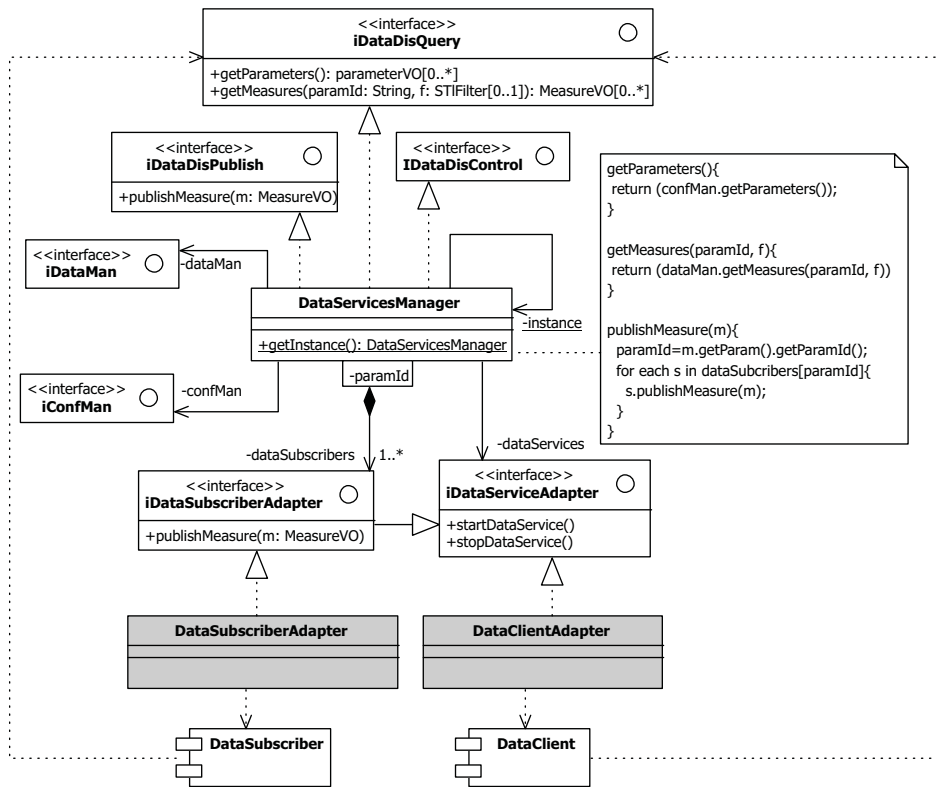 <<interface>>
iDataDisQuery
+getParameters(): parameterVO[0..*]
+getMeasures(paramId: String, f: STlFilter[0..1]): MeasureVO[0..*]
<<interface>>
iDataDisPublish
+publishMeasure(m: MeasureVO)
<<interface>>
IDataDisControl
getParameters(){
return (confMan.getParameters());
}
getMeasures(paramId, f){
return (dataMan.getMeasures(paramId, f))
}
publishMeasure(m){
paramId=m.getParam().getParamId();
for each s in dataSubcribers[paramId]{
s.publishMeasure(m);
}
}
<<interface>>
iDataMan
-dataMan
DataServicesManager
+getInstance(): DataServicesManager
-instance
-paramId
<<interface>>
iConfMan
-confMan
-dataSubscribers
1..*
-dataServices
<<interface>>
iDataSubscriberAdapter
+publishMeasure(m: MeasureVO)
<<interface>>
iDataServiceAdapter
+startDataService()
+stopDataService()
DataSubscriberAdapter
DataClientAdapter
DataSubscriber
DataClient